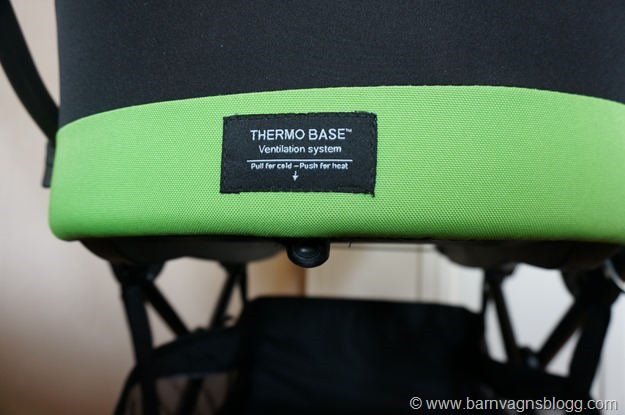 THERMO BASE™
Ventilation system
Pull for cold – Push for heat
© www.barnvagnsblogg.com